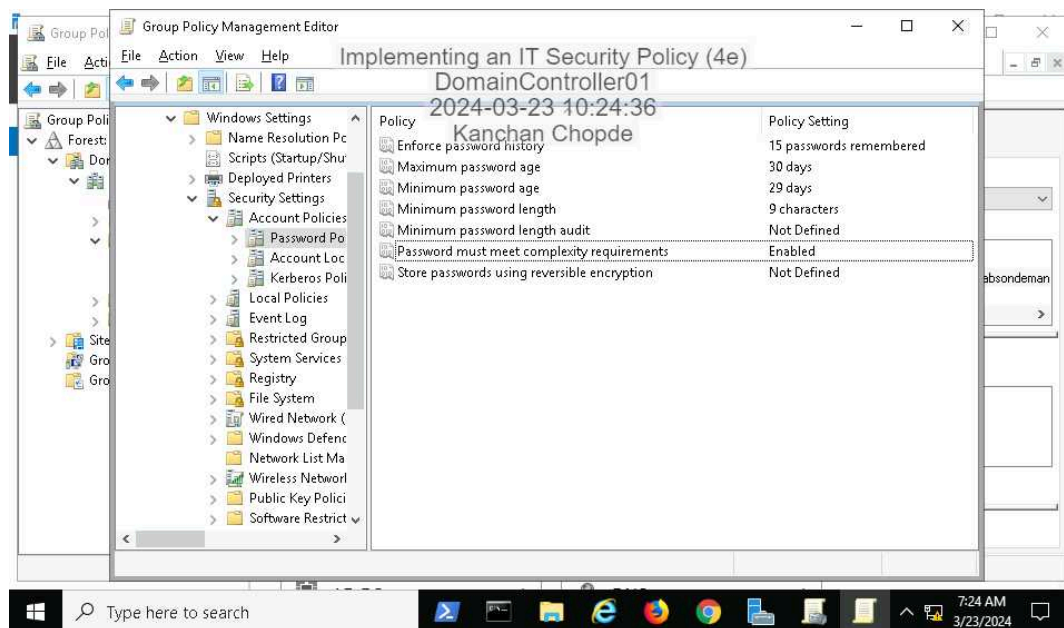 Group Policy Management Editor
File Action View Help
Implementing an IT Security Policy (4e)
DomainController01
2024-03-23 10:24:36
Kanchan Chopde
Group Pol
File Acti
Group Poli
Forest:
Dor
Site
Gro
Gro
Windows Settings
Name Resolution Pc
Scripts (Startup/Shu
Deployed Printers
Security Settings
Account Policies
Password Po
Account Loc
Kerberos Poli
Local Policies
Event Log
Restricted Group
System Services
Registry
File System
Wired Network (
Windows Defenc
Network List Ma
Wireless Networl
Public Key Polici
Software Restrict
Policy Policy Setting
Enforce password history 15 passwords remembered
Maximum password age 30 days
Minimum password age 29 days
Minimum password length 9 characters
Minimum password length audit Not Defined
Password must meet complexity requirements Enabled
Store passwords using reversible encryption Not Defined
absondeman
Type here to search
7:24 AM
3/23/2024